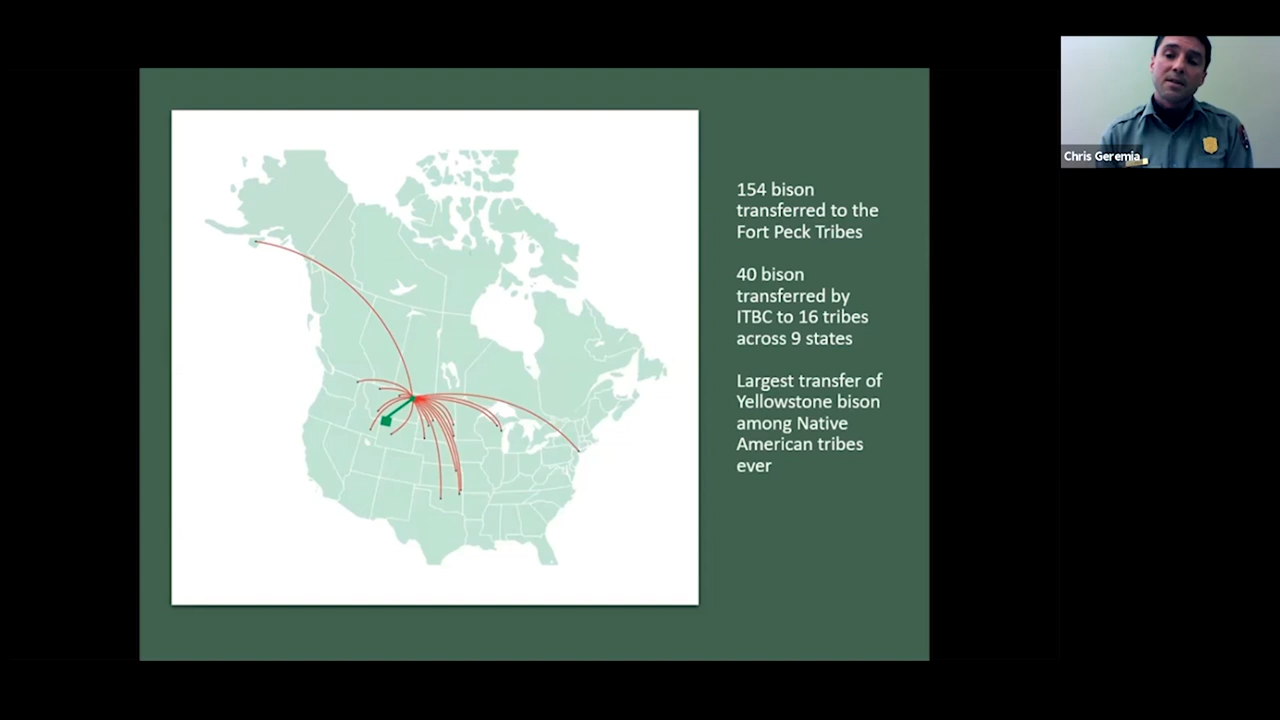 154 bison
transferred to the
Fort Peck Tribes
40 bison
transferred by
ITBC to 16 tribes
across 9 states
Largest transfer of
Yellowstone bison
among Native
American tribes
ever
Chris Geremia